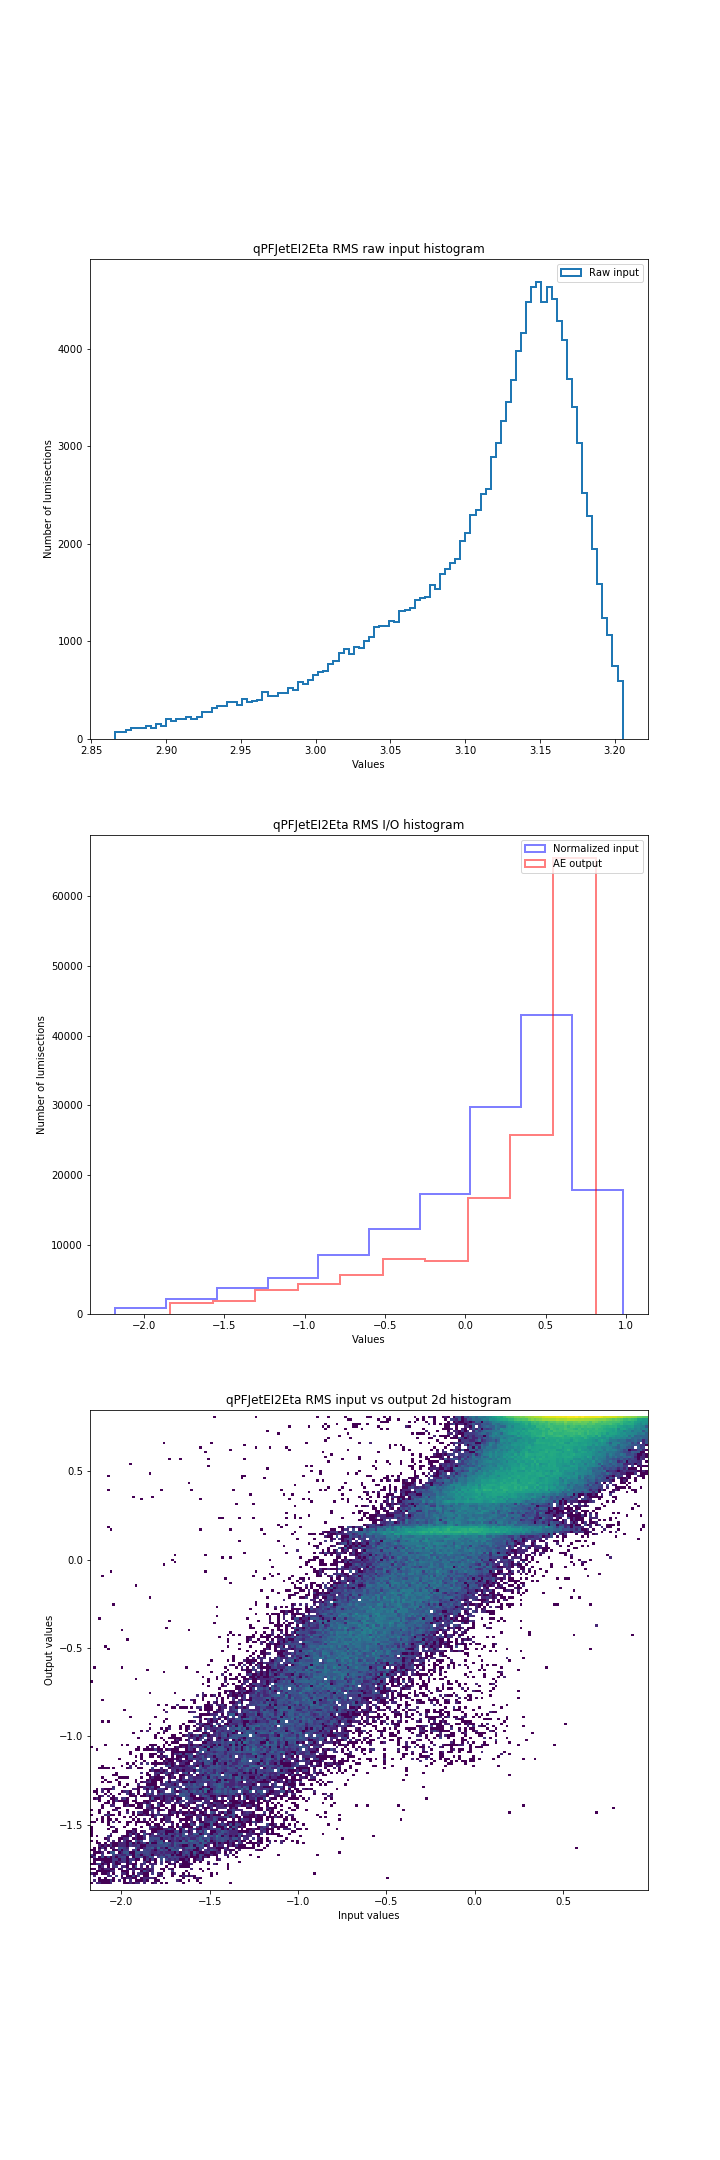 qPFJetEI2Eta RMS raw input histogram
Raw input
4000
3000
2000
1000
0
Number of lumisections
2.85 2.90 2.95 3.00 3.05 3.10 3.15 3.20
Values
qPFJetEI2Eta RMS I/O histogram
Normalized input
AE output
60000
50000
40000
30000
20000
10000
0
Number of lumisections
−2.0 −1.5 −1.0 −0.5 0.0 0.5 1.0
Values
qPFJetEI2Eta RMS input vs output 2d histogram
0.5
0.0
−0.5
−1.0
−1.5
Output values
−2.0 −1.5 −1.0 −0.5 0.0 0.5
Input values